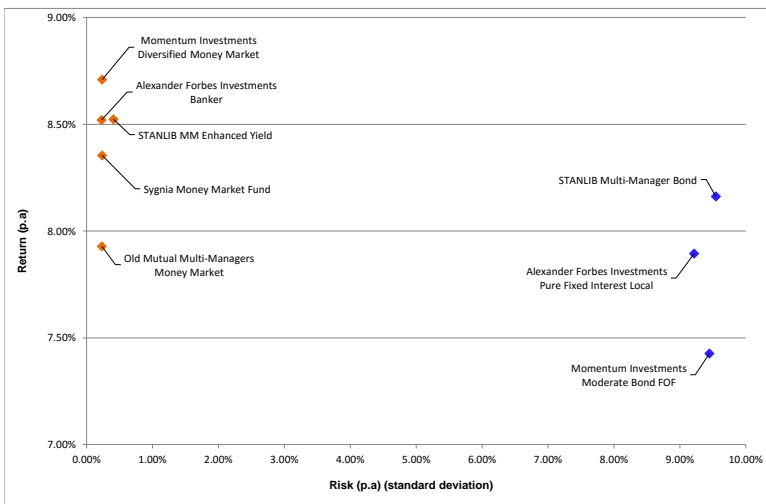 9.00%
Momentum Investments
Diversified Money Market
Alexander Forbes Investments
Banker
8.50%
STANLIB MM Enhanced Yield
Sygnia Money Market Fund
STANLIB Multi-Manager Bond
Return (p.a)
8.00%
Old Mutual Multi-Managers
Money Market
Alexander Forbes Investments
Pure Fixed Interest Local
7.50%
Momentum Investments
Moderate Bond FOF
7.00%
0.00% 1.00% 2.00% 3.00% 4.00% 5.00% 6.00% 7.00% 8.00% 9.00% 10.00%
Risk (p.a) (standard deviation)